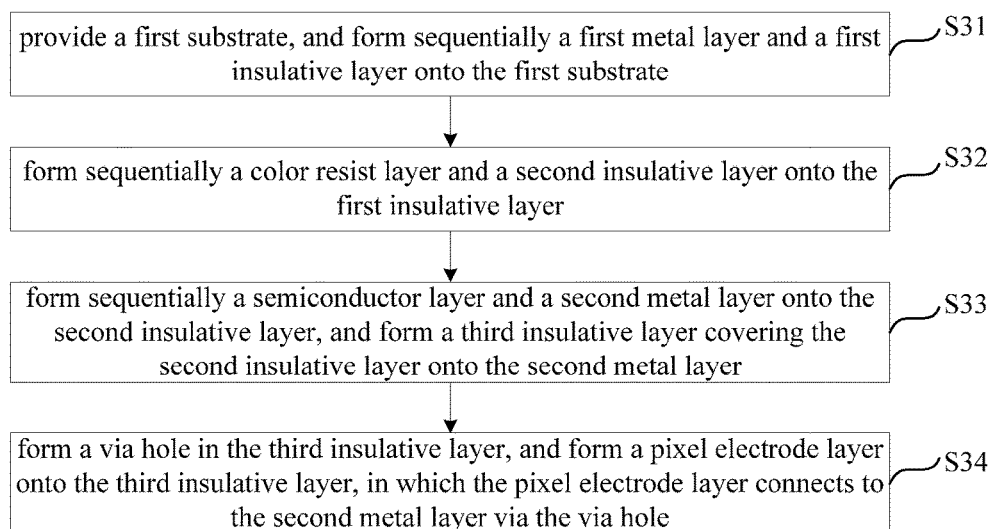 provide a first substrate, and form sequentially a first metal layer and a first
insulative layer onto the first substrate
S31
form sequentially a color resist layer and a second insulative layer onto the
first insulative layer
S32
form sequentially a semiconductor layer and a second metal layer onto the
second insulative layer, and form a third insulative layer covering the
second insulative layer onto the second metal layer
S33
form a via hole in the third insulative layer, and form a pixel electrode layer
onto the third insulative layer, in which the pixel electrode layer connects to
the second metal layer via the via hole
S34